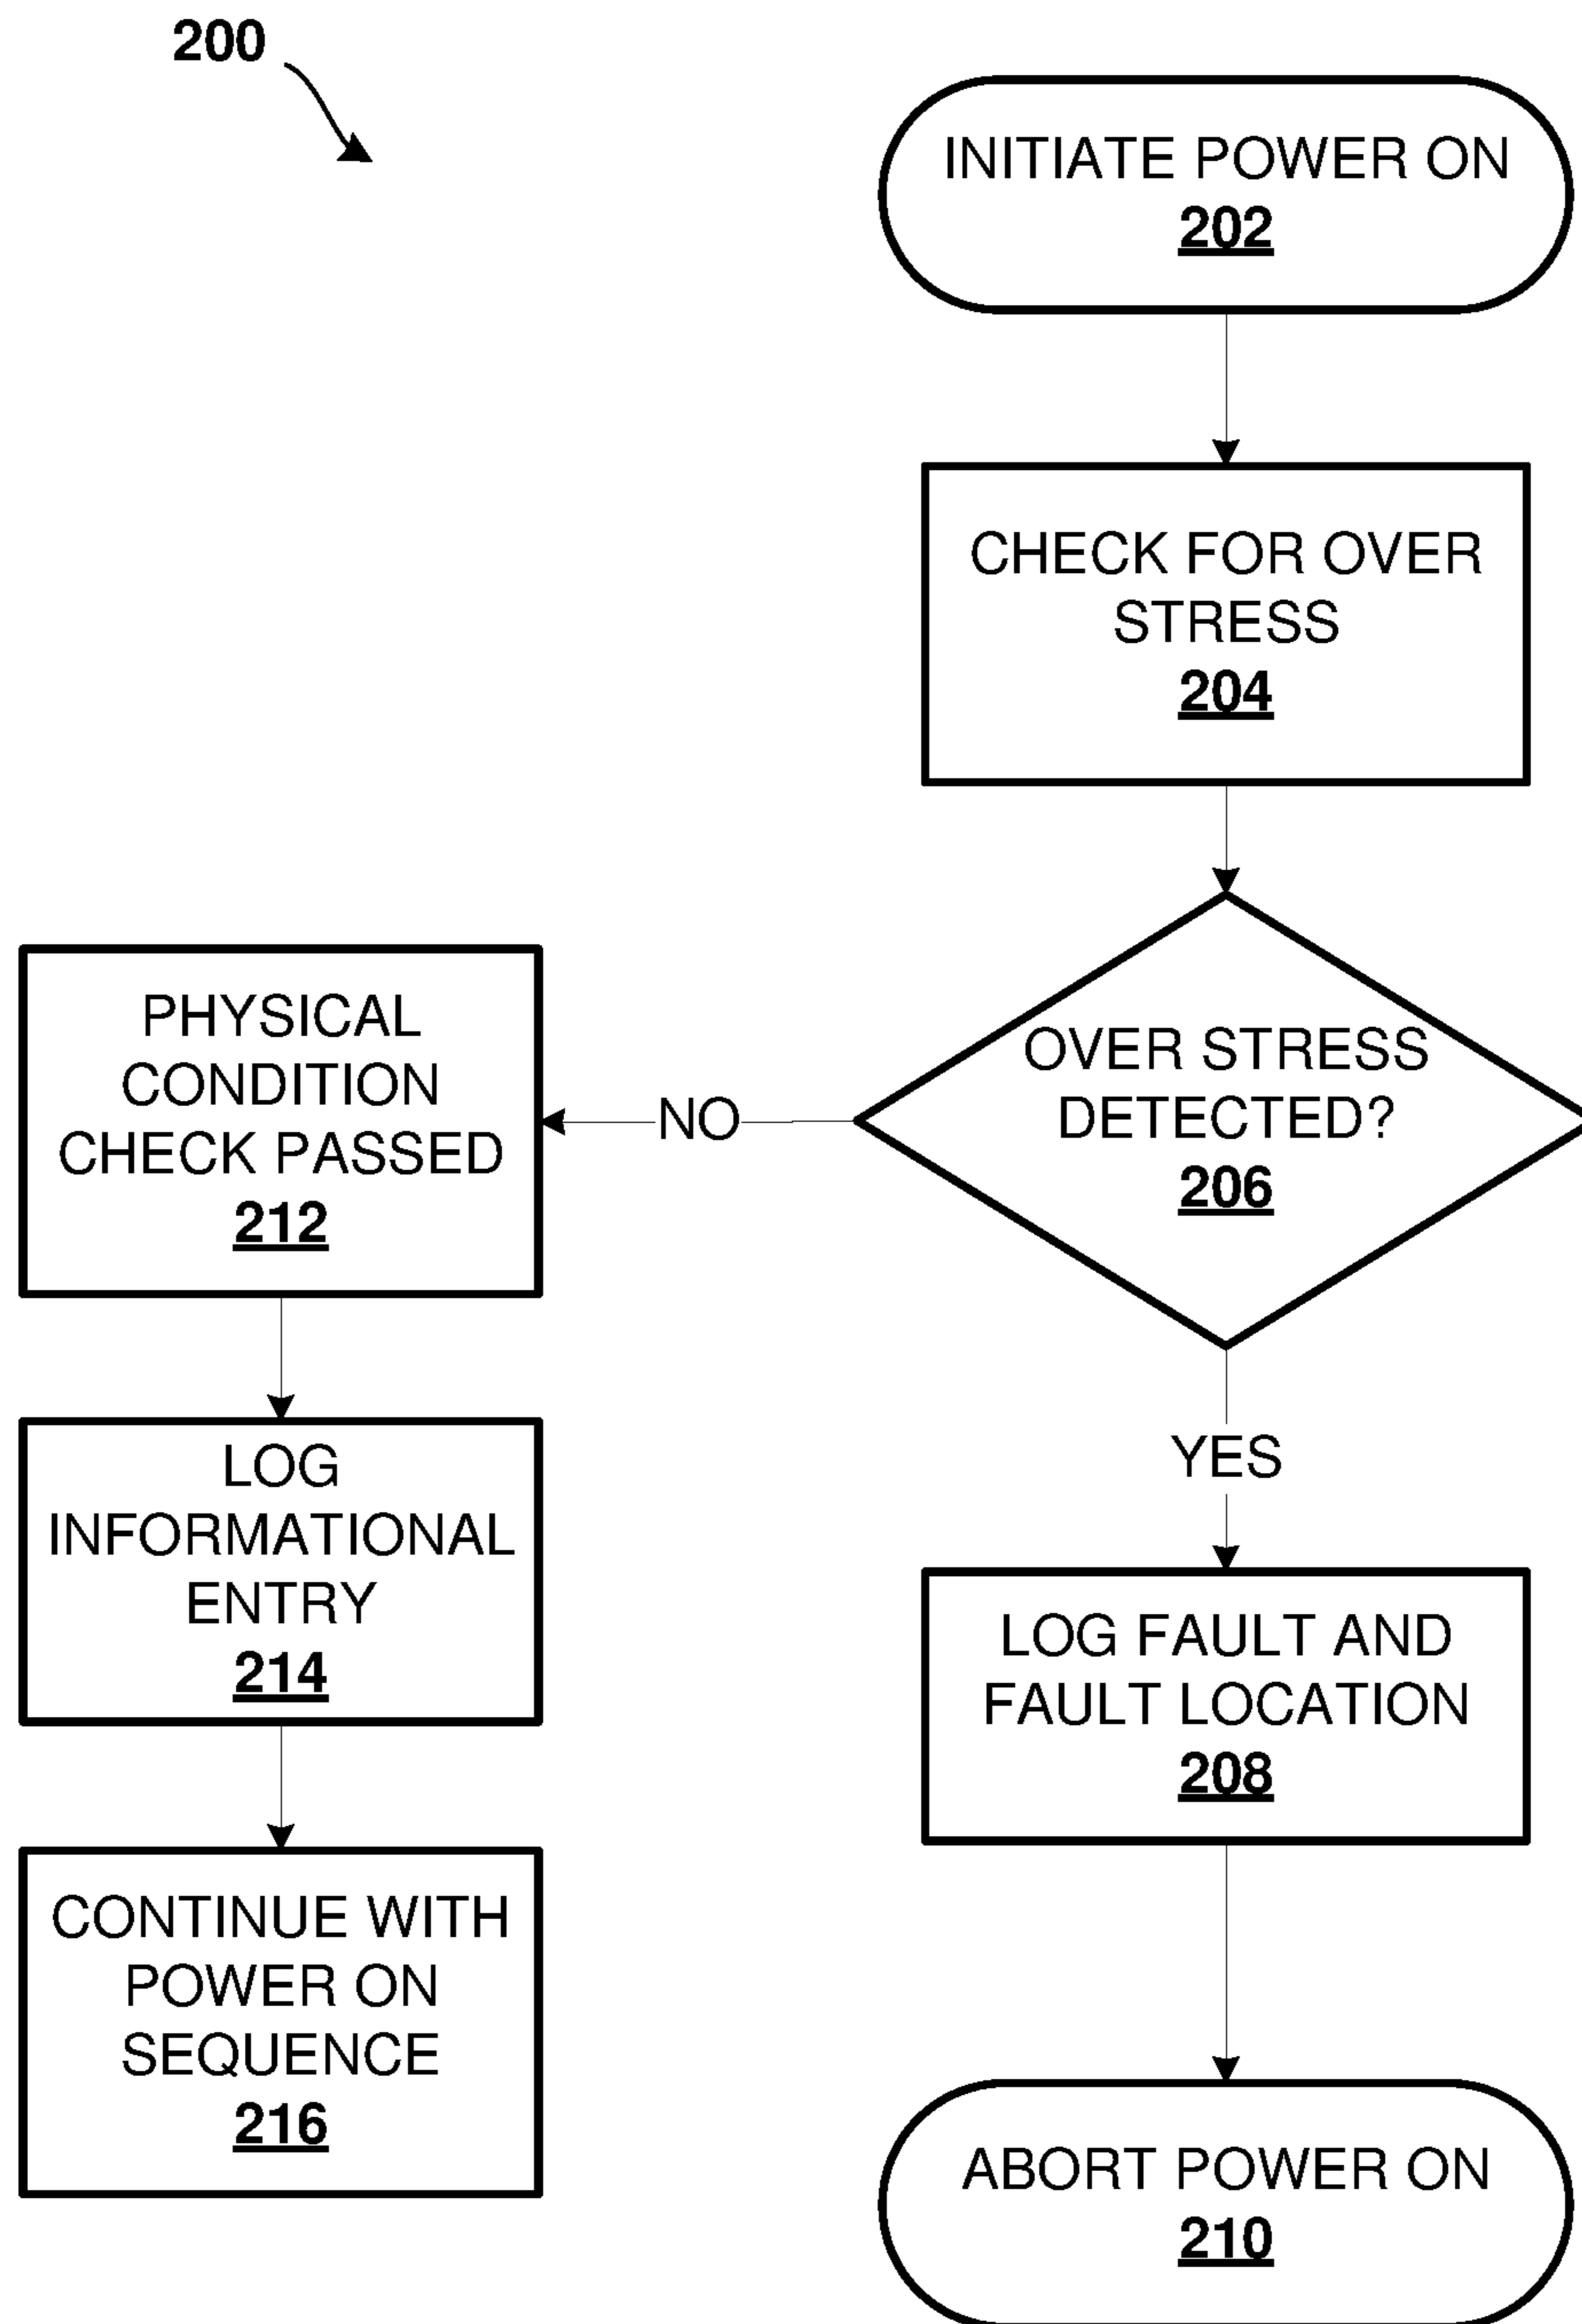 200
INITIATE POWER ON
202
CHECK FOR OVER
STRESS
204
OVER STRESS
DETECTED?
206
NO
PHYSICAL
CONDITION
CHECK PASSED
212
LOG
INFORMATIONAL
ENTRY
214
CONTINUE WITH
POWER ON
SEQUENCE
216
YES
LOG FAULT AND
FAULT LOCATION
208
ABORT POWER ON
210